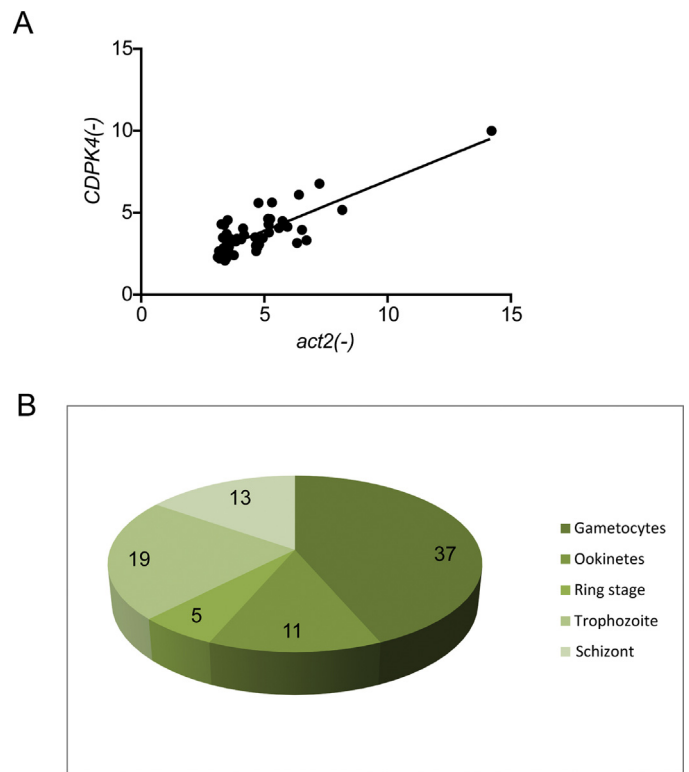 A
15
10
5
0
CDPK4(-)
0 5 10 15
act2(-)
B
13
37
19
5
11
Gametocytes
Ookinetes
Ring stage
Trophozoite
Schizont